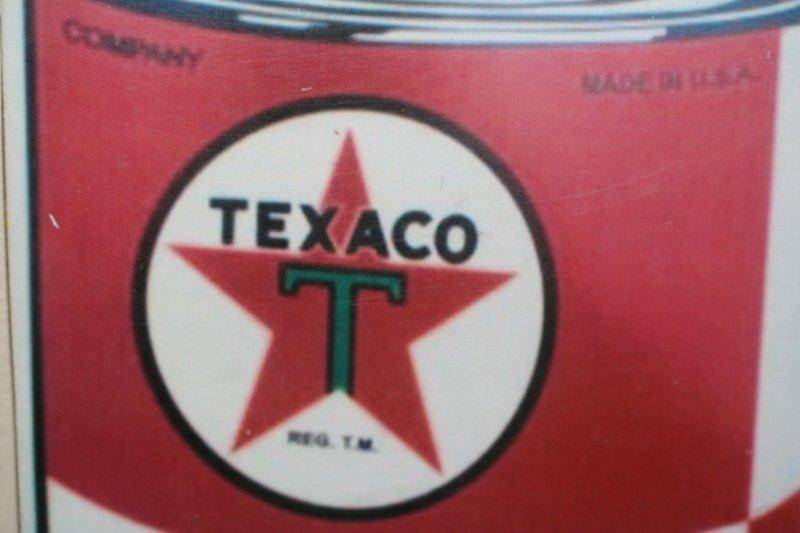 COMPANY
MADE IN U.S.A.
TEXACO
T
REG. T.M.